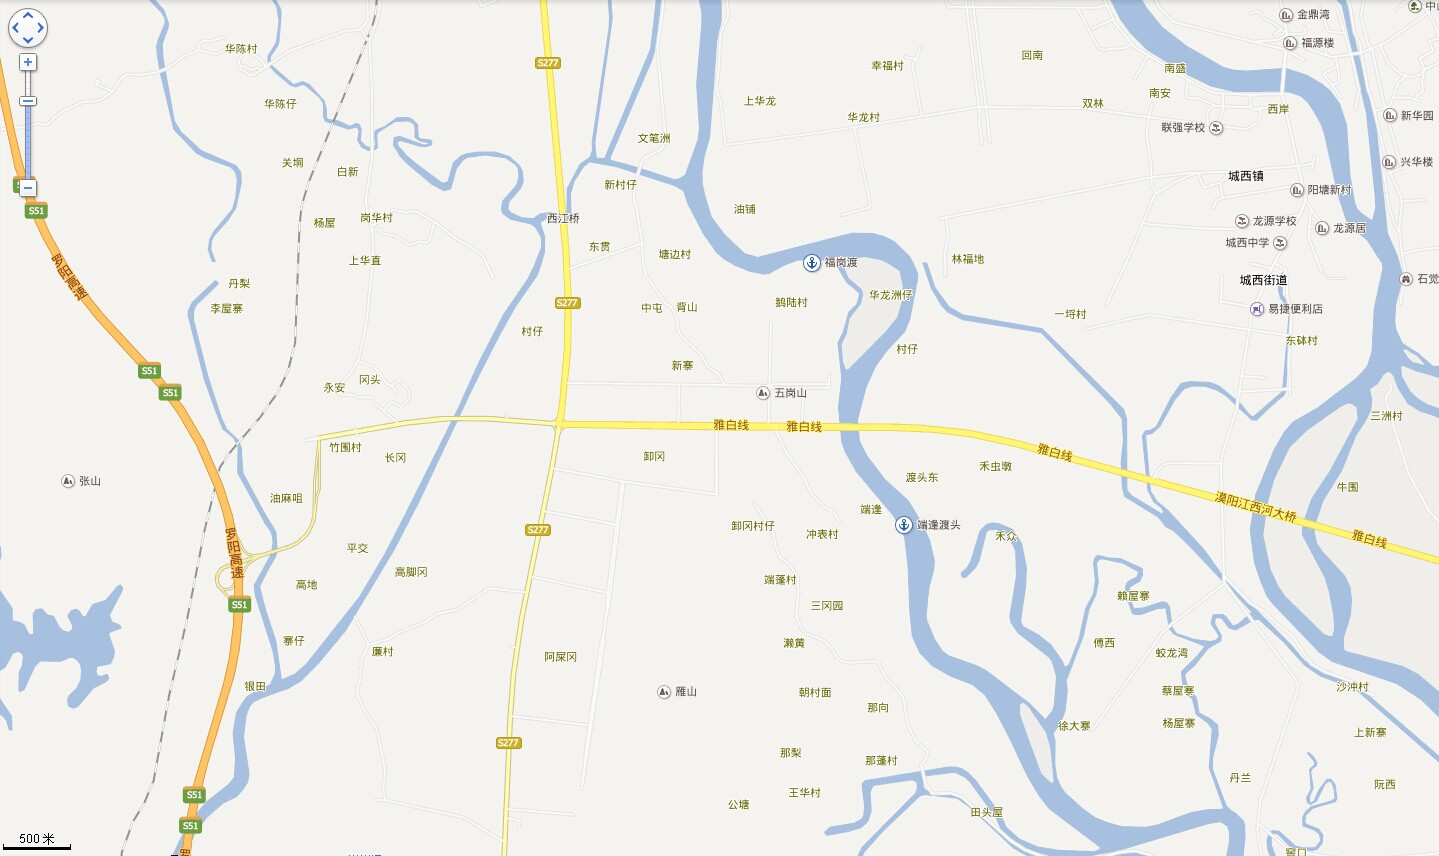 中山
金鼎湾
福源楼
华陈村
回南
S277
幸福村
南盛
南安
华陈仔
上华龙
双林
西岸
新华园
华龙村
联强学校
文笔洲
关垌
白新
兴华楼
城西镇
新村仔
阳塘新村
S51
杨屋
岗华村
西江桥
油铺
龙源学校
龙源居
城西中学
东贯
塘边村
上华直
福岗渡
林福地
罗阳高速
丹梨
城西街道
石觉
李屋寨
S277
中屯
背山
鹅陆村
华龙洲仔
易捷便利店
一垺村
村仔
东砵村
村仔
新寨
S51
永安
冈头
S51
五岗山
三洲村
雅白线
雅白线
竹围村
长冈
卸冈
雅白线
禾虫墩
渡头东
张山
牛围
油麻咀
漠阳江西河大桥
端逢
端逢渡头
S277
卸冈村仔
冲表村
禾众
雅白线
罗阳高速
平交
高脚冈
高地
端蓬村
赖屋寨
S51
三冈园
寨仔
濑黄
傅西
廉村
阿屎冈
蛟龙湾
银田
雁山
朝村面
蔡屋寨
沙冲村
那向
徐大寨
杨屋寨
上新寨
S277
那梨
那蓬村
丹兰
阮西
S51
王华村
公塘
田头屋
S51
500 米
罗
窖口